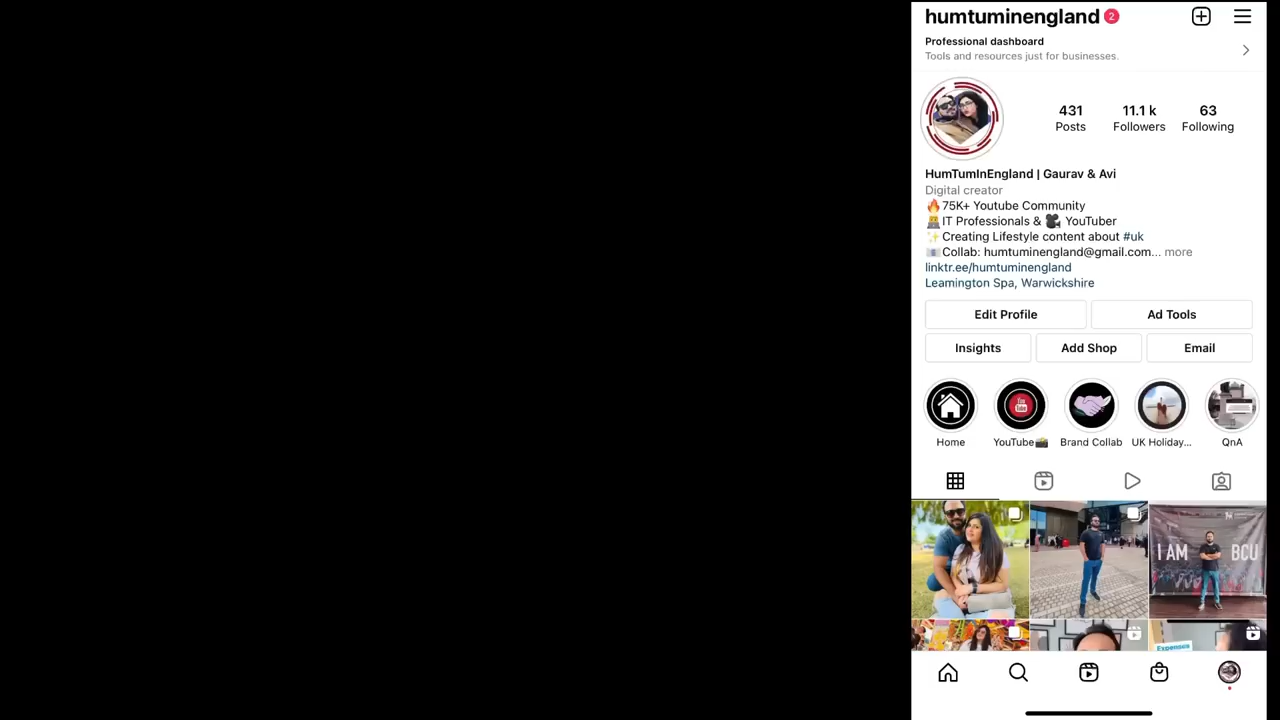 humtuminengland 2
Professional dashboard
Tools and resources just for businesses.
431 11.1 k 63
Posts Followers Following
HumTumInEngland | Gaurav & Avi
Digital creator
🔥75K+ Youtube Community
👨‍💻IT Professionals & 🎥 YouTuber
✨Creating Lifestyle content about #uk
📧Collab: humtuminengland@gmail.com... more
linktr.ee/humtuminengland
Leamington Spa, Warwickshire
Edit Profile Ad Tools
Insights Add Shop Email
You Tube
Home YouTube📸 Brand Collab UK Holiday... QnA
I AM BCU
Expenses